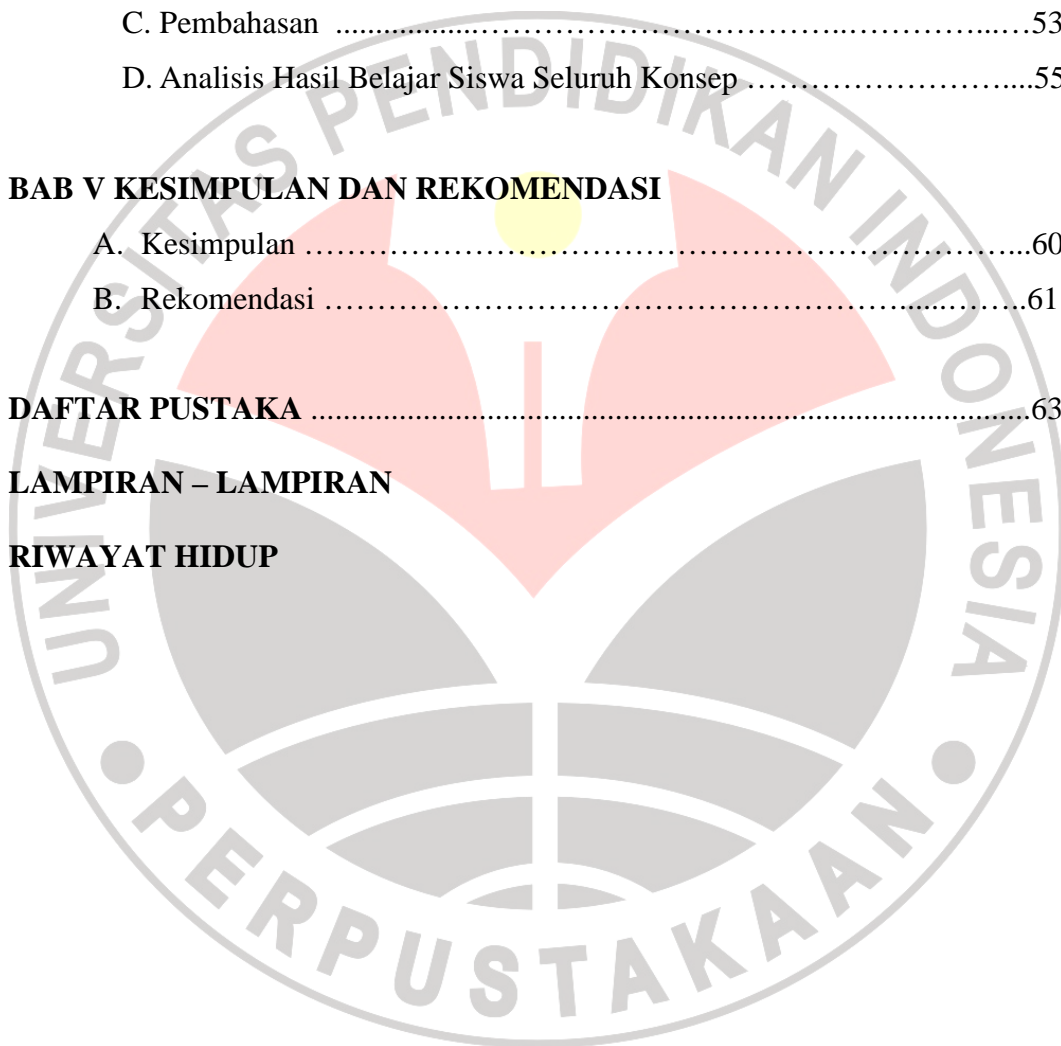 C. Pembahasan ......................................................53
D. Analisis Hasil Belajar Siswa Seluruh Konsep ..........................55
BAB V KESIMPULAN DAN REKOMENDASI
A. Kesimpulan ......................................................60
B. Rekomendasi ......................................................61
DAFTAR PUSTAKA ......................................................63
LAMPIRAN – LAMPIRAN
RIWAYAT HIDUP
UNIVERSITAS PENDIDIKAN INDONESIA
PERPUSTAKAAN